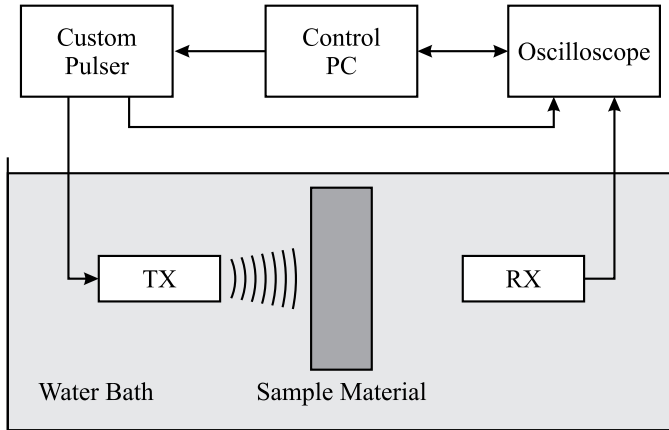 Custom
Pulser
Control
PC
Oscilloscope
TX
RX
Water Bath
Sample Material